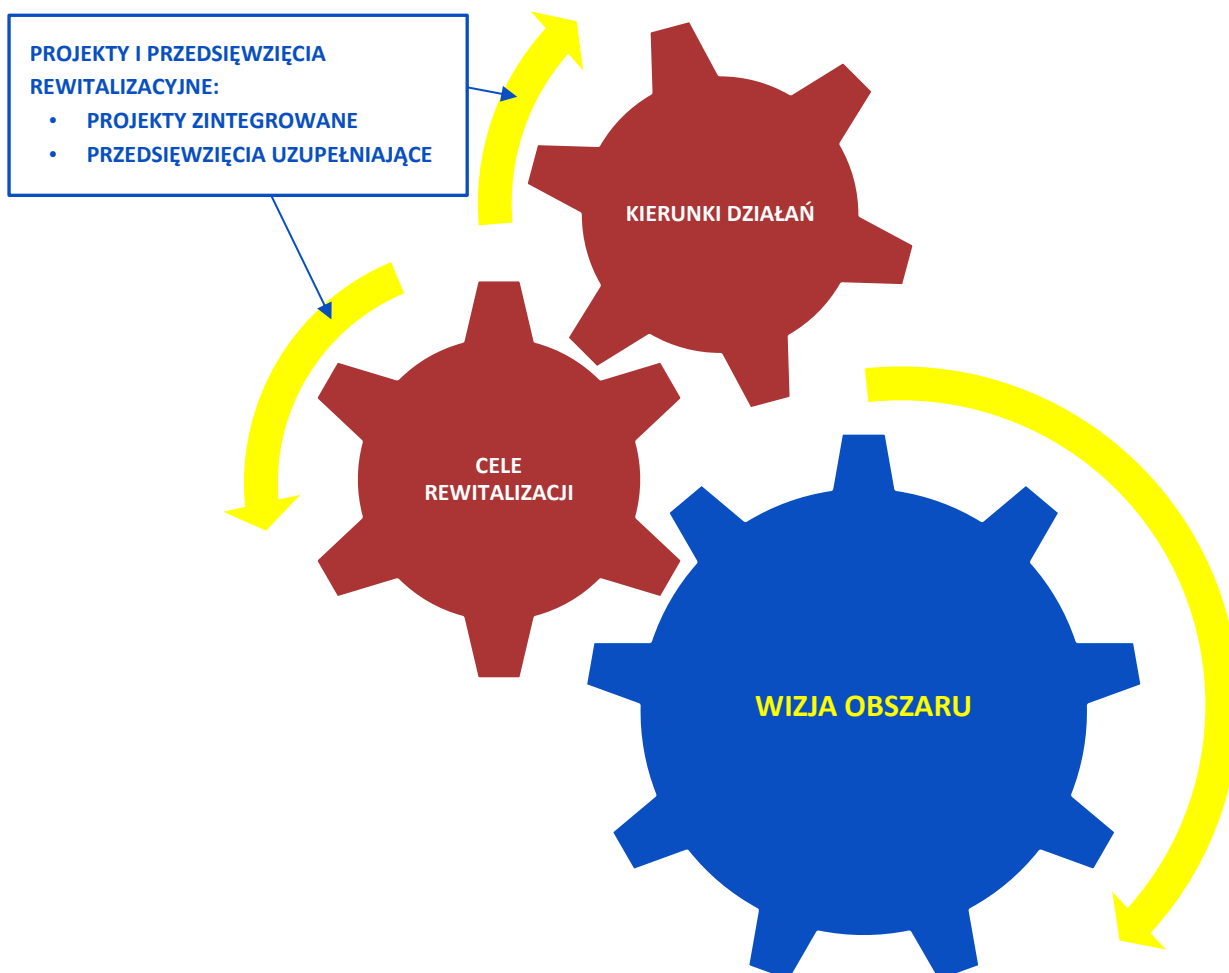 PROJEKTY I PRZEDSIĘWZIĘCIA
REWITALIZACYJNE:
• PROJEKTY ZINTEGROWANE
• PRZEDSIĘWZIĘCIA UZUPEŁNIAJĄCE
KIERUNKI DZIAŁAŃ
CELE
REWITALIZACJI
WIZJA OBSZARU